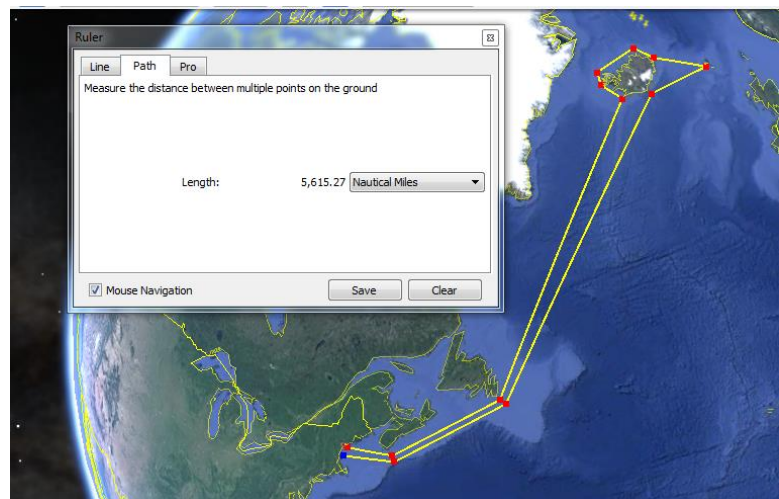 Ruler
Line Path Pro
Measure the distance between multiple points on the ground
Length: 5,615.27 Nautical Miles
Mouse Navigation Save Clear